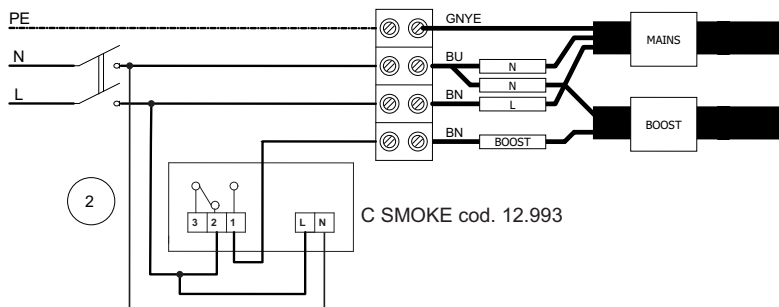 PE
GNYE
MAINS
N
BU
N
N
L
BN
L
BN
BOOST
BOOST
2
3 2 1
L N
C SMOKE cod. 12.993